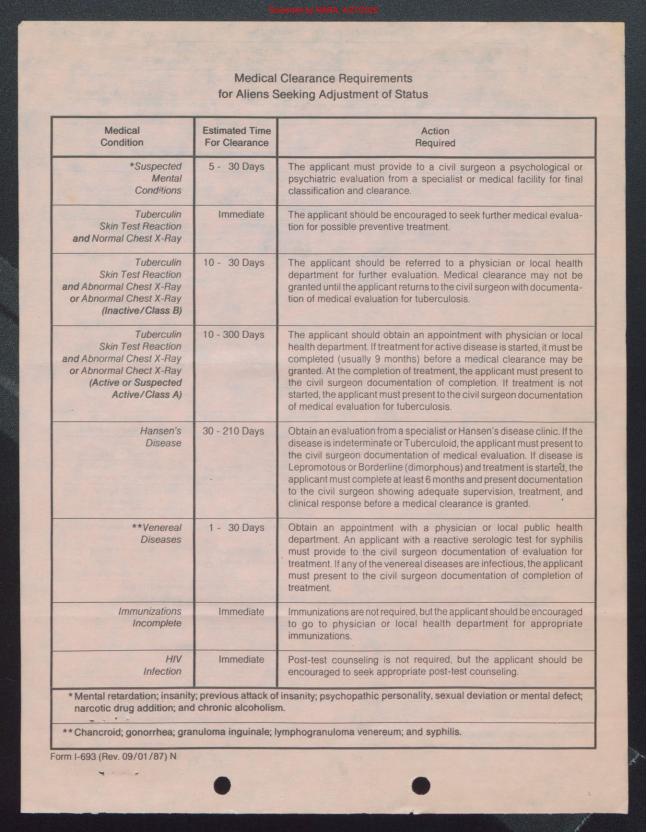 Scanned by NARA, 4/27/2025
Medical Clearance Requirements
for Aliens Seeking Adjustment of Status
Medical
Condition
Estimated Time
For Clearance
Action
Required
*Suspected
Mental
Conditions
5 - 30 Days
The applicant must provide to a civil surgeon a psychological or
psychiatric evaluation from a specialist or medical facility for final
classification and clearance.
Tuberculin
Skin Test Reaction
and Normal Chest X-Ray
Immediate
The applicant should be encouraged to seek further medical evalua-
tion for possible preventive treatment.
Tuberculin
Skin Test Reaction
and Abnormal Chest X-Ray
or Abnormal Chest X-Ray
(Inactive/Class B)
10 - 30 Days
The applicant should be referred to a physician or local health
department for further evaluation. Medical clearance may not be
granted until the applicant returns to the civil surgeon with documenta-
tion of medical evaluation for tuberculosis.
Tuberculin
Skin Test Reaction
and Abnormal Chest X-Ray
or Abnormal Chect X-Ray
(Active or Suspected
Active/Class A)
10 - 300 Days
The applicant should obtain an appointment with physician or local
health department. If treatment for active disease is started, it must be
completed (usually 9 months) before a medical clearance may be
granted. At the completion of treatment, the applicant must present to
the civil surgeon documentation of completion. If treatment is not
started, the applicant must present to the civil surgeon documentation
of medical evaluation for tuberculosis.
Hansen's
Disease
30 - 210 Days
Obtain an evaluation from a specialist or Hansen's disease clinic. If the
disease is indeterminate or Tuberculoid, the applicant must present to
the civil surgeon documentation of medical evaluation. If disease is
Lepromotous or Borderline (dimorphous) and treatment is started, the
applicant must complete at least 6 months and present documentation
to the civil surgeon showing adequate supervision, treatment, and
clinical response before a medical clearance is granted.
**Venereal
Diseases
1 - 30 Days
Obtain an appointment with a physician or local public health
department. An applicant with a reactive serologic test for syphilis
must provide to the civil surgeon documentation of evaluation for
treatment. If any of the venereal diseases are infectious, the applicant
must present to the civil surgeon documentation of completion of
treatment.
Immunizations
Incomplete
Immediate
Immunizations are not required, but the applicant should be encouraged
to go to physician or local health department for appropriate
immunizations.
HIV
Infection
Immediate
Post-test counseling is not required, but the applicant should be
encouraged to seek appropriate post-test counseling.
* Mental retardation; insanity; previous attack of insanity; psychopathic personality, sexual deviation or mental defect;
narcotic drug addition; and chronic alcoholism.
** Chancroid; gonorrhea; granuloma inguinale; lymphogranuloma venereum; and syphilis.
Form I-693 (Rev. 09/01/87) N